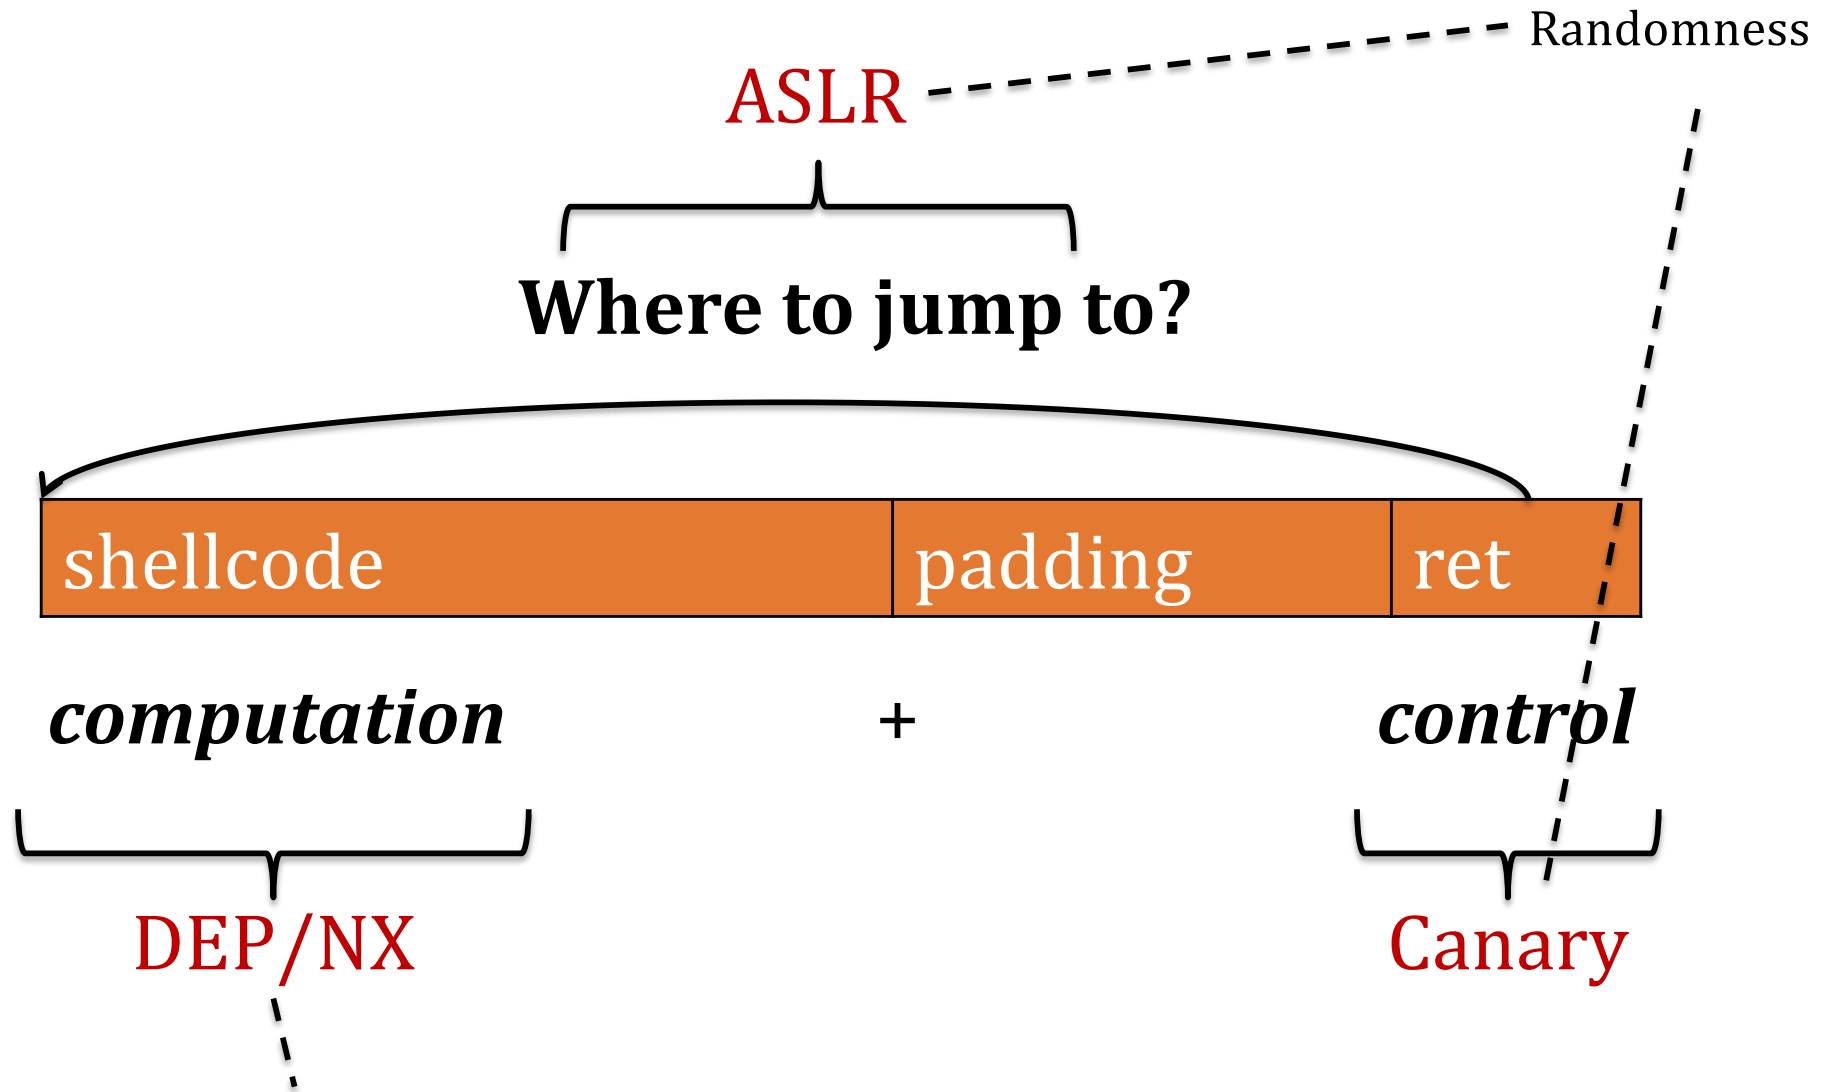 Randomness
ASLR
Where to jump to?
shellcode padding ret
computation + control
DEP/NX Canary